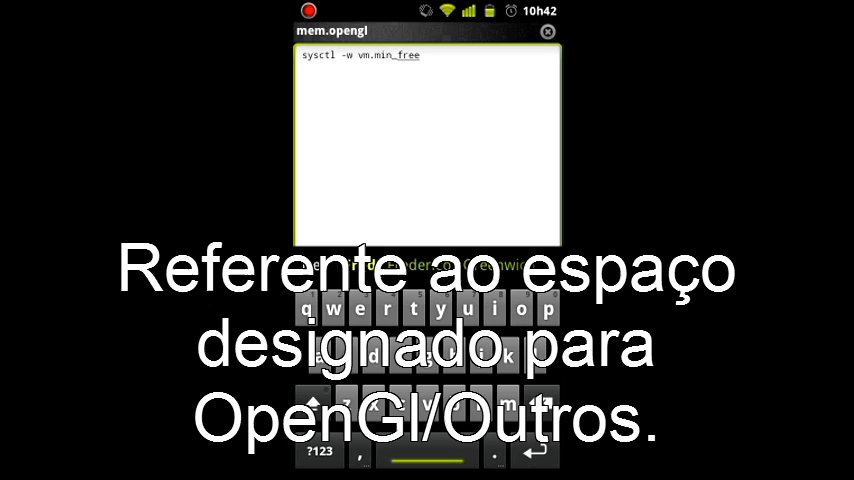 10h42
mem.opengl
sysctl -w vm.min_free
Referente ao espaço
designado para
OpenGl/Outros.
q w e r t y u i o p
?123 , .